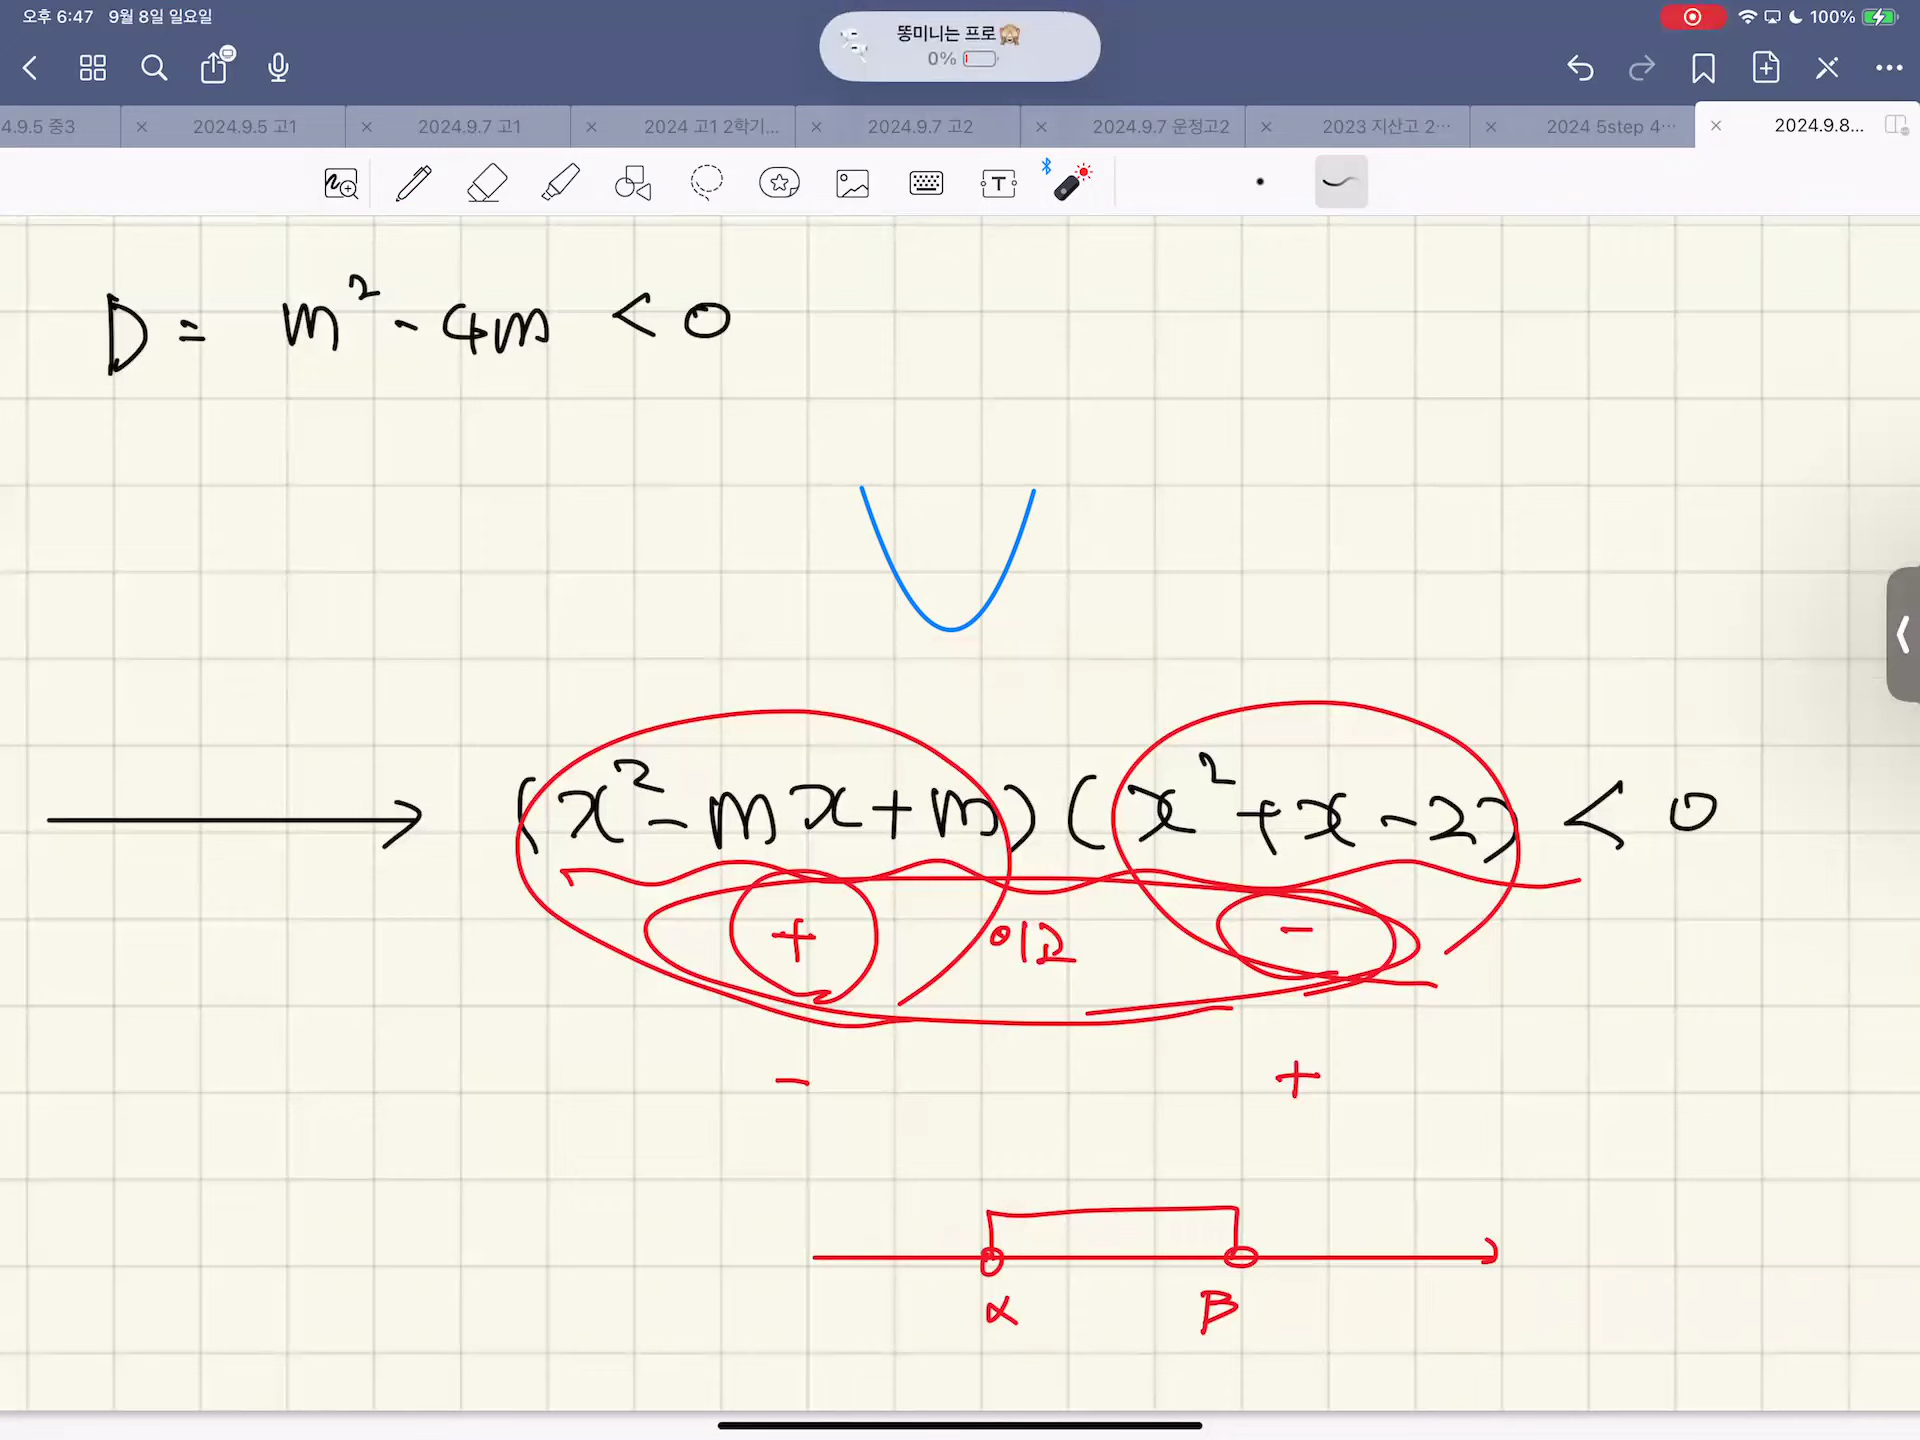 오후 6:47 9월 8일 일요일
똥미니는 프로🙈
0%
100%
4.9.5 중3
2024.9.5 고1
2024.9.7 고1
2024 고1 2학기...
2024.9.7 고2
2024.9.7 운정고2
2023 지산고 2...
2024 5step 4...
2024.9.8...
D = m² - 4m < 0
(x² - mx + m)(x² + x - 2) < 0
+ 이고 -
- +
α β